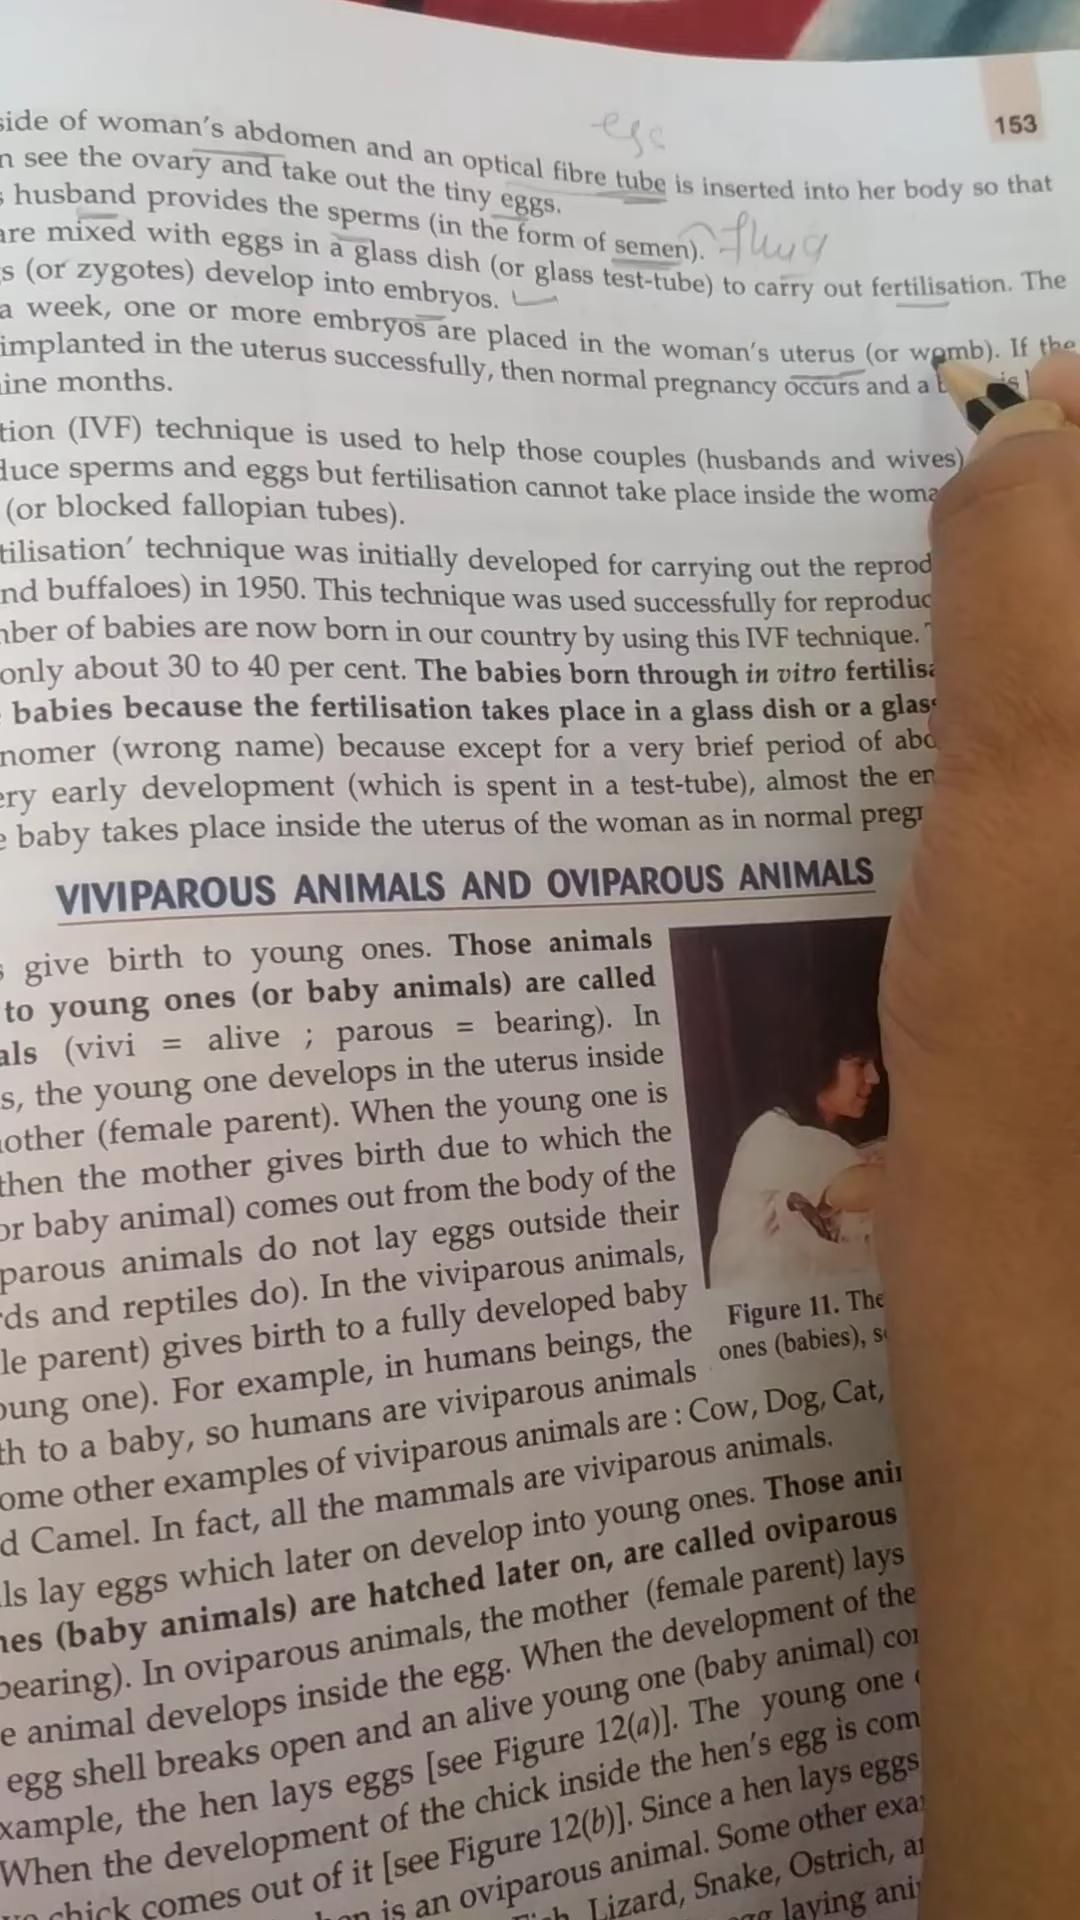 153
egg
side of woman's abdomen and an optical fibre tube is inserted into her body so that
n see the ovary and take out the tiny eggs.
husband provides the sperms (in the form of semen).
are mixed with eggs in a glass dish (or glass test-tube) to carry out fertilisation. The
s (or zygotes) develop into embryos.
a week, one or more embryos are placed in the woman's uterus (or womb). If the
implanted in the uterus successfully, then normal pregnancy occurs and a
ine months.
tion (IVF) technique is used to help those couples (husbands and wives)
duce sperms and eggs but fertilisation cannot take place inside the woma
(or blocked fallopian tubes).
tilisation' technique was initially developed for carrying out the reprod
nd buffaloes) in 1950. This technique was used successfully for reproduc
mber of babies are now born in our country by using this IVF technique.
only about 30 to 40 per cent. The babies born through in vitro fertilisa
babies because the fertilisation takes place in a glass dish or a glas
nomer (wrong name) because except for a very brief period of abo
ery early development (which is spent in a test-tube), almost the en
e baby takes place inside the uterus of the woman as in normal pregn
VIVIPAROUS ANIMALS AND OVIPAROUS ANIMALS
s give birth to young ones. Those animals
to young ones (or baby animals) are called
als (vivi = alive ; parous = bearing). In
s, the young one develops in the uterus inside
other (female parent). When the young one is
then the mother gives birth due to which the
or baby animal) comes out from the body of the
parous animals do not lay eggs outside their
rds and reptiles do). In the viviparous animals,
le parent) gives birth to a fully developed baby
oung one). For example, in humans beings, the
th to a baby, so humans are viviparous animals
ome other examples of viviparous animals are : Cow, Dog, Cat,
d Camel. In fact, all the mammals are viviparous animals.
Figure 11. The
ones (babies), s
ls lay eggs which later on develop into young ones. Those ani
nes (baby animals) are hatched later on, are called oviparous
bearing). In oviparous animals, the mother (female parent) lays
e animal develops inside the egg. When the development of the
egg shell breaks open and an alive young one (baby animal) co
xample, the hen lays eggs [see Figure 12(a)]. The young one
When the development of the chick inside the hen's egg is com
chick comes out of it [see Figure 12(b)]. Since a hen lays eggs
is an oviparous animal. Some other exa
Lizard, Snake, Ostrich, a
laying ani